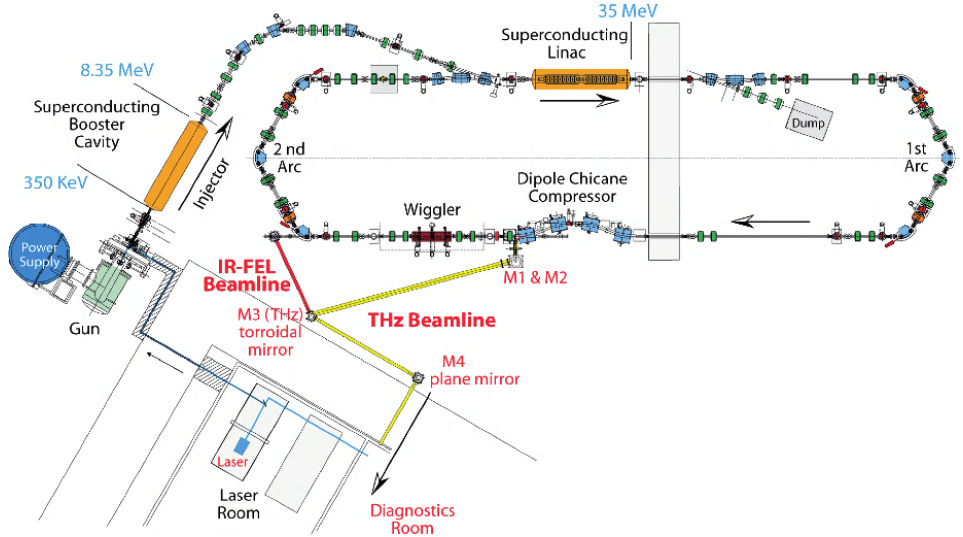 35 MeV
Superconducting
Linac
8.35 MeV
Superconducting
Booster
Cavity
Dump
2 nd
Arc
1st
Arc
350 KeV
Injector
Dipole Chicane
Compressor
Wiggler
Power
Supply
IR-FEL
Beamline
M1 & M2
Gun
M3 (THz)
torroidal
mirror
THz Beamline
M4
plane mirror
Laser
Laser
Room
Diagnostics
Room